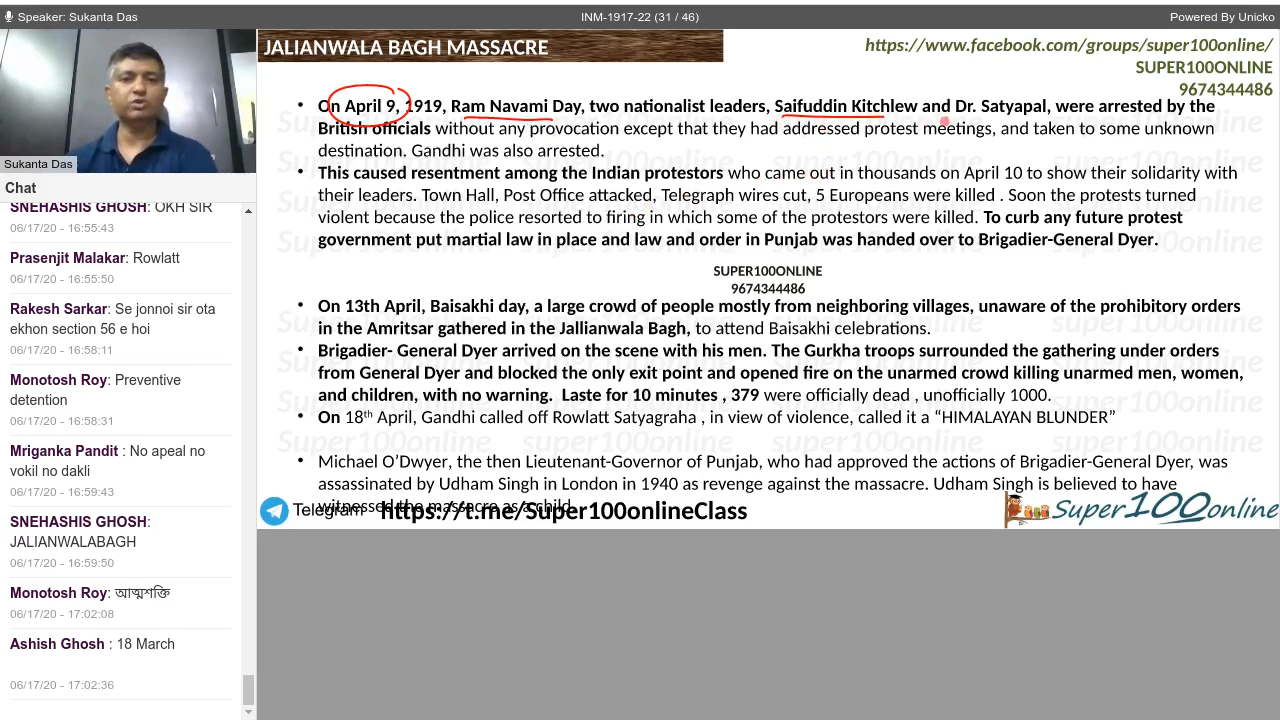 Speaker: Sukanta Das
INM-1917-22 (31 / 46)
Powered By Unicko
Sukanta Das
Chat
SNEHASHIS GHOSH: OKH SIR
06/17/20 - 16:55:43
Prasenjit Malakar: Rowlatt
06/17/20 - 16:55:50
Rakesh Sarkar: Se jonnoi sir ota
ekhon section 56 e hoi
06/17/20 - 16:58:11
Monotosh Roy: Preventive
detention
06/17/20 - 16:58:31
Mriganka Pandit : No apeal no
vokil no dakli
06/17/20 - 16:59:43
SNEHASHIS GHOSH:
JALIANWALABAGH
06/17/20 - 16:59:50
Monotosh Roy: আত্মশক্তি
06/17/20 - 17:02:08
Ashish Ghosh : 18 March
06/17/20 - 17:02:36
JALIANWALA BAGH MASSACRE
https://www.facebook.com/groups/super100online/
SUPER100ONLINE
9674344486
• On April 9, 1919, Ram Navami Day, two nationalist leaders, Saifuddin Kitchlew and Dr. Satyapal, were arrested by the
British officials without any provocation except that they had addressed protest meetings, and taken to some unknown
destination. Gandhi was also arrested.
• This caused resentment among the Indian protestors who came out in thousands on April 10 to show their solidarity with
their leaders. Town Hall, Post Office attacked, Telegraph wires cut, 5 Europeans were killed . Soon the protests turned
violent because the police resorted to firing in which some of the protestors were killed. To curb any future protest
government put martial law in place and law and order in Punjab was handed over to Brigadier-General Dyer.
SUPER100ONLINE
9674344486
• On 13th April, Baisakhi day, a large crowd of people mostly from neighboring villages, unaware of the prohibitory orders
in the Amritsar gathered in the Jallianwala Bagh, to attend Baisakhi celebrations.
• Brigadier- General Dyer arrived on the scene with his men. The Gurkha troops surrounded the gathering under orders
from General Dyer and blocked the only exit point and opened fire on the unarmed crowd killing unarmed men, women,
and children, with no warning. Laste for 10 minutes , 379 were officially dead , unofficially 1000.
• On 18th April, Gandhi called off Rowlatt Satyagraha , in view of violence, called it a “HIMALAYAN BLUNDER”
• Michael O’Dwyer, the then Lieutenant-Governor of Punjab, who had approved the actions of Brigadier-General Dyer, was
assassinated by Udham Singh in London in 1940 as revenge against the massacre. Udham Singh is believed to have
witnessed the massacre as a child.
Telegram Https://t.me/Super100onlineClass
Super100online